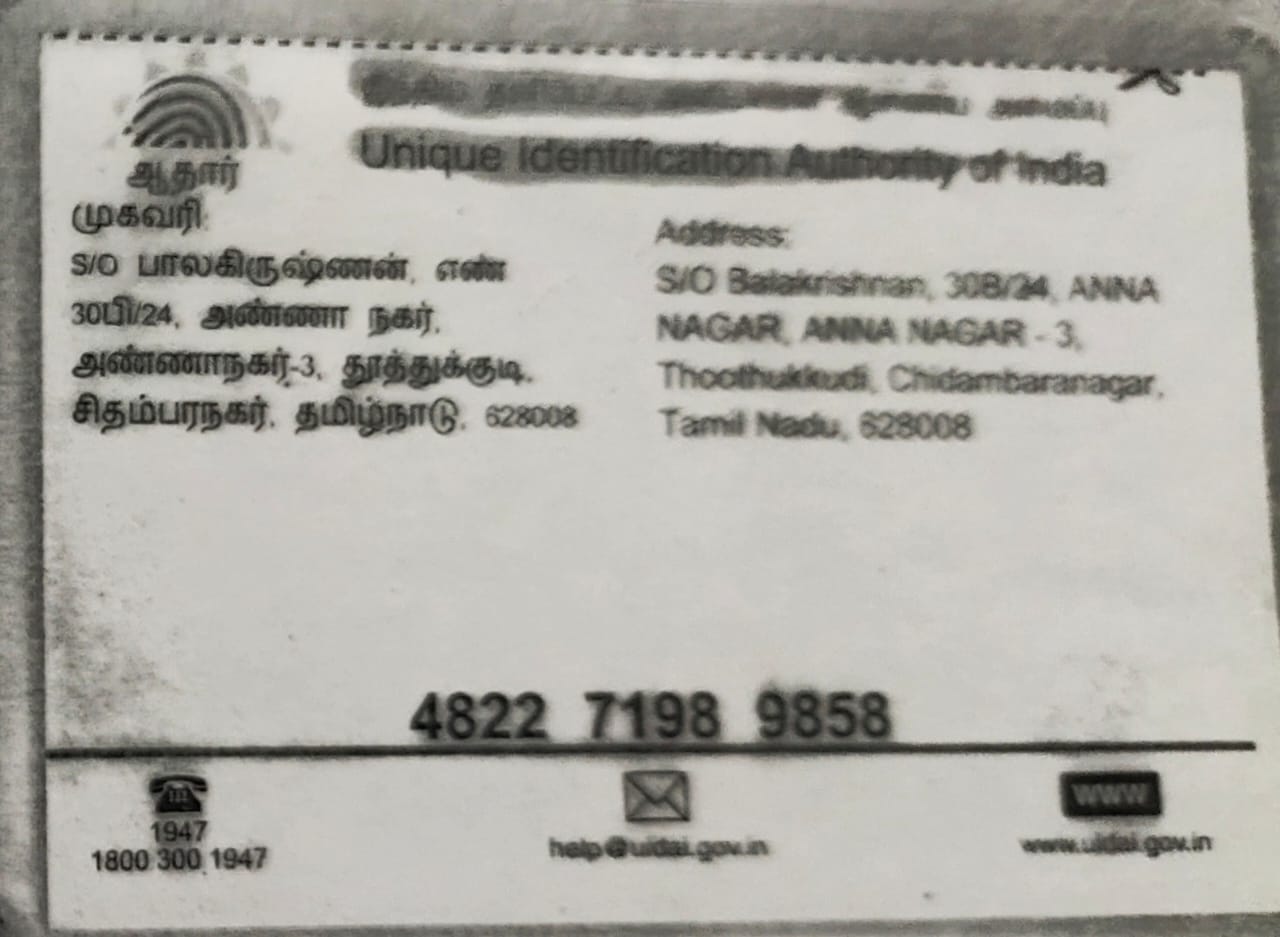 ஆதார்
Unique Identification Authority of India
முகவரி:
S/O பாலகிருஷ்ணன், எண்
30பி/24, அண்ணா நகர்,
அண்ணாநகர்-3, தூத்துக்குடி,
சிதம்பரநகர், தமிழ்நாடு, 628008
Address:
S/O Balakrishnan, 30B/24, ANNA
NAGAR, ANNA NAGAR - 3,
Thoothukkudi, Chidambaranagar,
Tamil Nadu, 628008
4822 7198 9858
1947
1800 300 1947
help@uidai.gov.in
www
www.uidai.gov.in